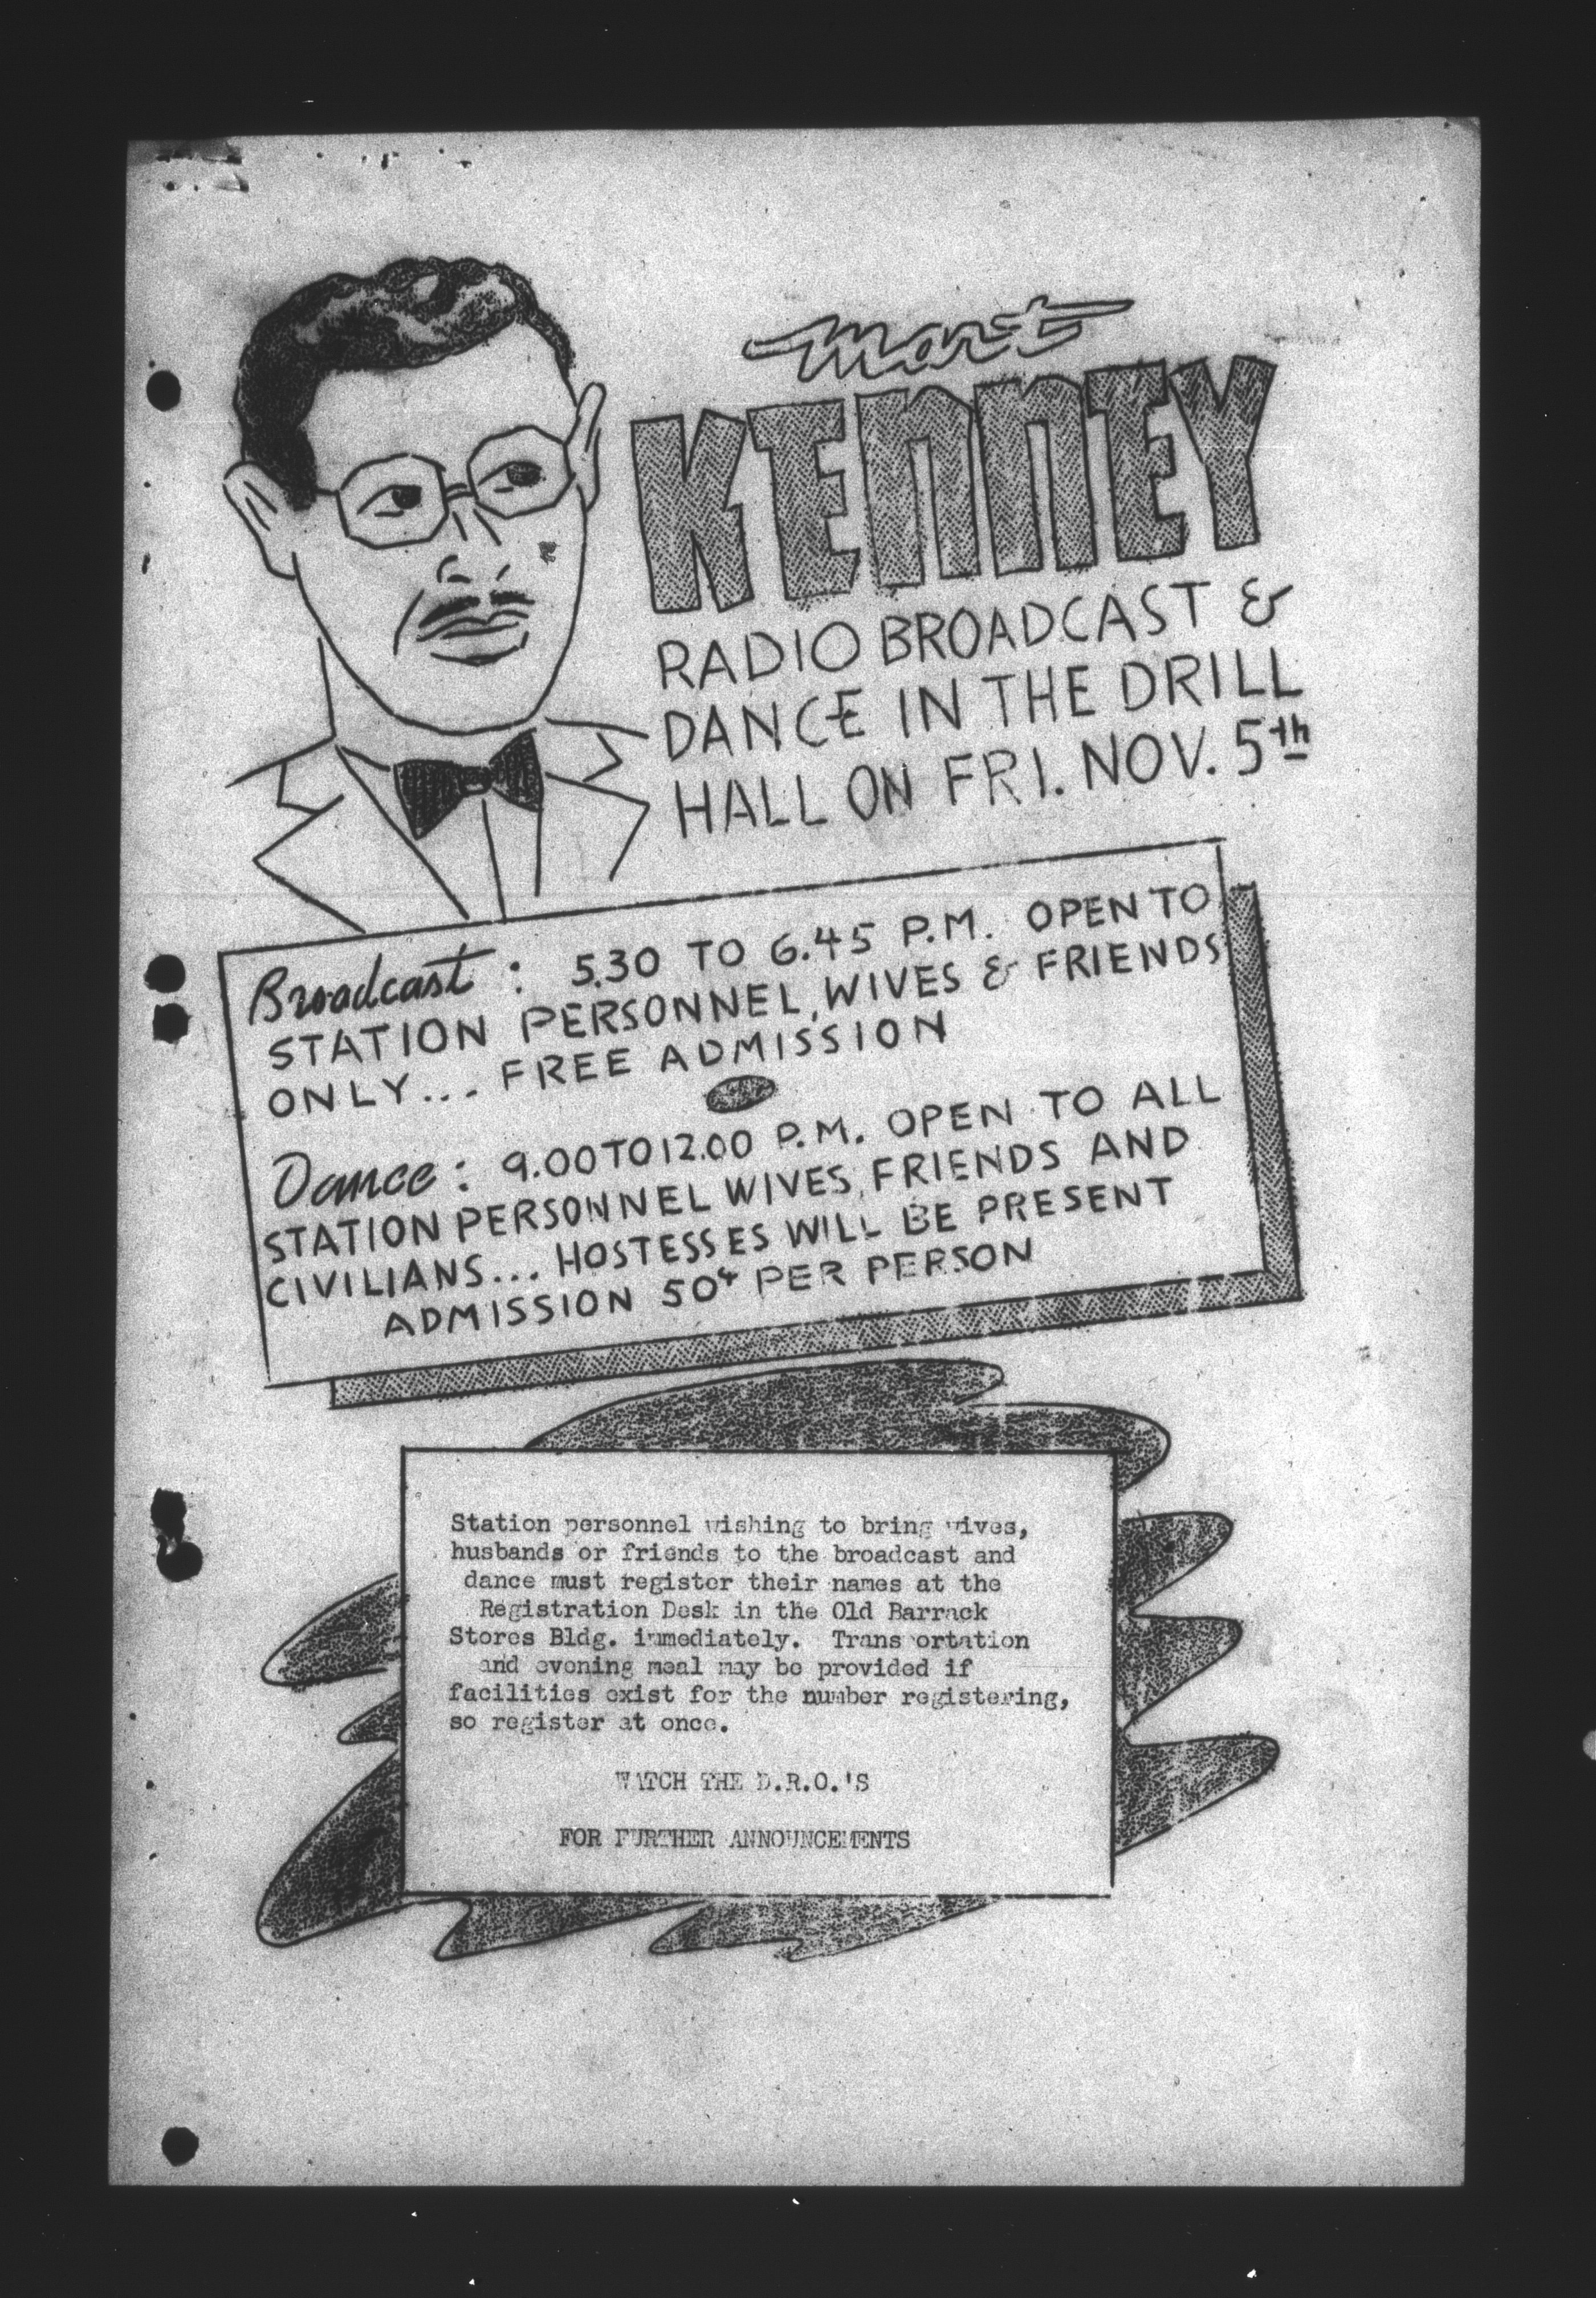 mart
KENNEY
RADIO BROADCAST &
DANCE IN THE DRILL
HALL ON FRI. NOV. 5th
Broadcast : 5.30 TO 6.45 P.M. OPEN TO
STATION PERSONNEL, WIVES & FRIENDS
ONLY... FREE ADMISSION
Dance : 9.00 TO 12.00 P.M. OPEN TO ALL
STATION PERSONNEL WIVES, FRIENDS AND
CIVILIANS... HOSTESSES WILL BE PRESENT
ADMISSION 50¢ PER PERSON
Station personnel wishing to bring wives,
husbands or friends to the broadcast and
dance must register their names at the
Registration Desk in the Old Barrack
Stores Bldg. immediately. Transportation
and evening meal may be provided if
facilities exist for the number registering,
so register at once.
WATCH THE D.R.O.'S
FOR FURTHER ANNOUNCEMENTS